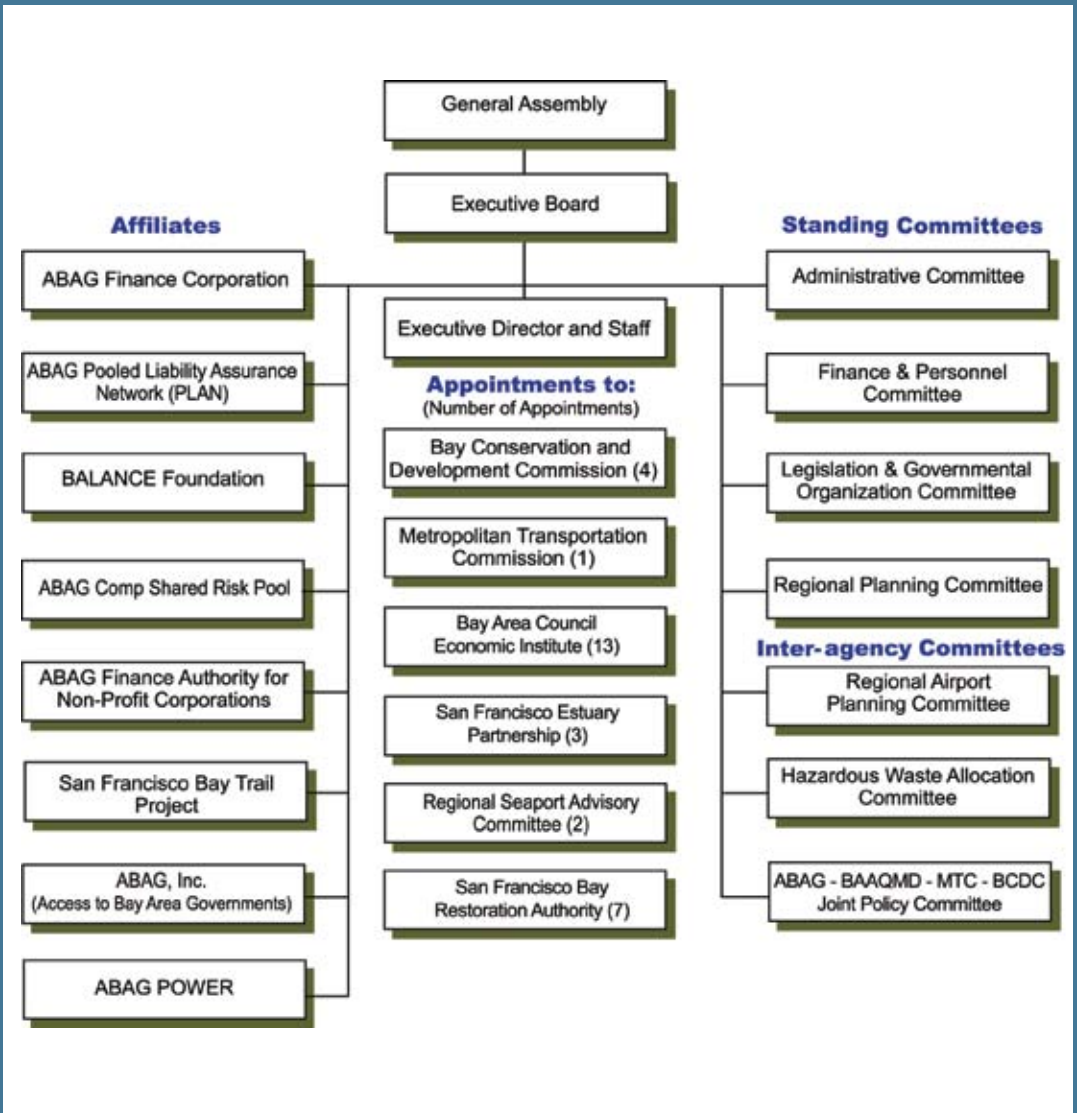 General Assembly
Executive Board
Affiliates
ABAG Finance Corporation
ABAG Pooled Liability Assurance
Network (PLAN)
BALANCE Foundation
ABAG Comp Shared Risk Pool
ABAG Finance Authority for
Non-Profit Corporations
San Francisco Bay Trail
Project
ABAG, Inc.
(Access to Bay Area Governments)
ABAG POWER
Executive Director and Staff
Appointments to:
(Number of Appointments)
Bay Conservation and
Development Commission (4)
Metropolitan Transportation
Commission (1)
Bay Area Council
Economic Institute (13)
San Francisco Estuary
Partnership (3)
Regional Seaport Advisory
Committee (2)
San Francisco Bay
Restoration Authority (7)
Standing Committees
Administrative Committee
Finance & Personnel
Committee
Legislation & Governmental
Organization Committee
Regional Planning Committee
Inter-agency Committees
Regional Airport
Planning Committee
Hazardous Waste Allocation
Committee
ABAG - BAAQMD - MTC - BCDC
Joint Policy Committee